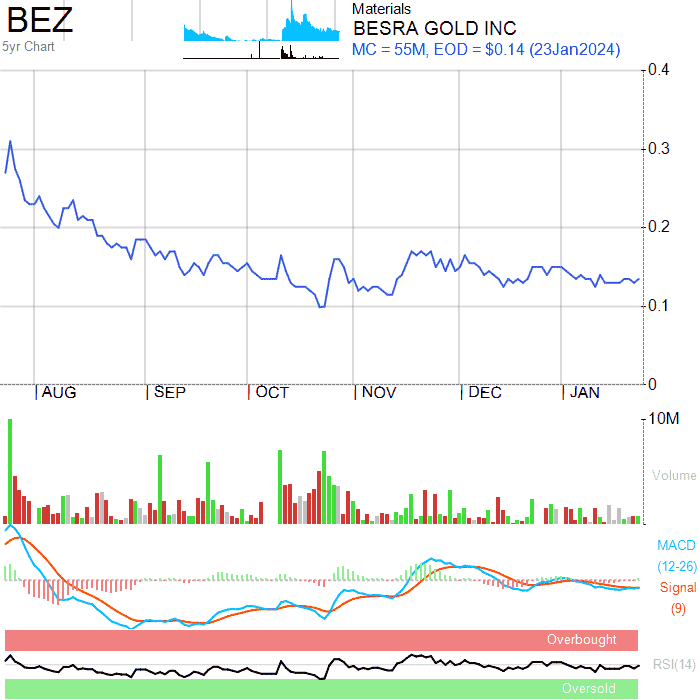 BEZ
5yr Chart
Materials
BESRA GOLD INC
MC = 55M, EOD = $0.14 (23Jan2024)
0.4
0.3
0.2
0.1
0
AUG SEP OCT NOV DEC JAN
10M
Volume
MACD
(12-26)
Signal
(9)
Overbought
RSI(14)
Oversold